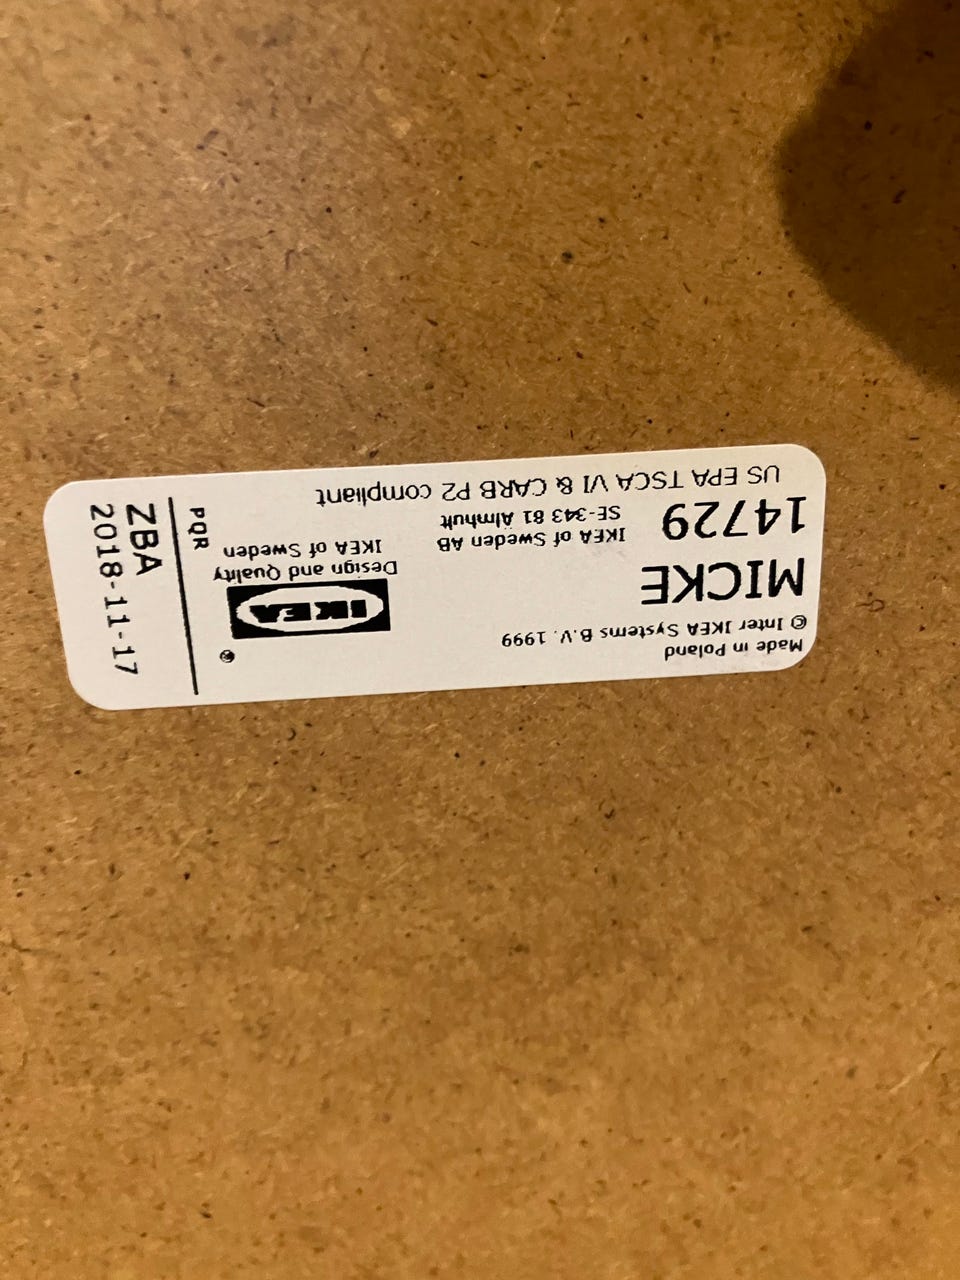 Made in Poland
© Inter IKEA Systems B.V. 1999
MICKE
14729
IKEA of Sweden AB
SE-343 81 Älmhult
US EPA TSCA VI & CARB P2 compliant
®
IKEA
Design and Quality
IKEA of Sweden
PQR
ZBA
2018-11-17